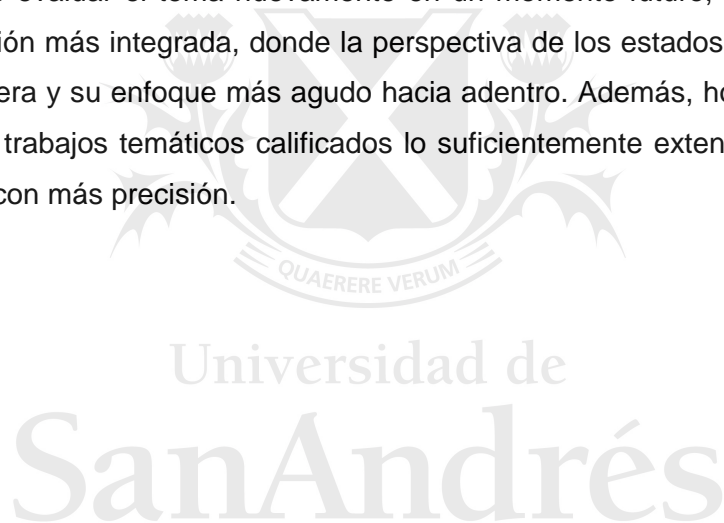 evaluar el tema nuevamente en un momento futuro,
ión más integrada, donde la perspectiva de los estados
era y su enfoque más agudo hacia adentro. Además, ho
trabajos temáticos calificados lo suficientemente exten
con más precisión.
QUAERERE VERUM
Universidad de
SanAndrés